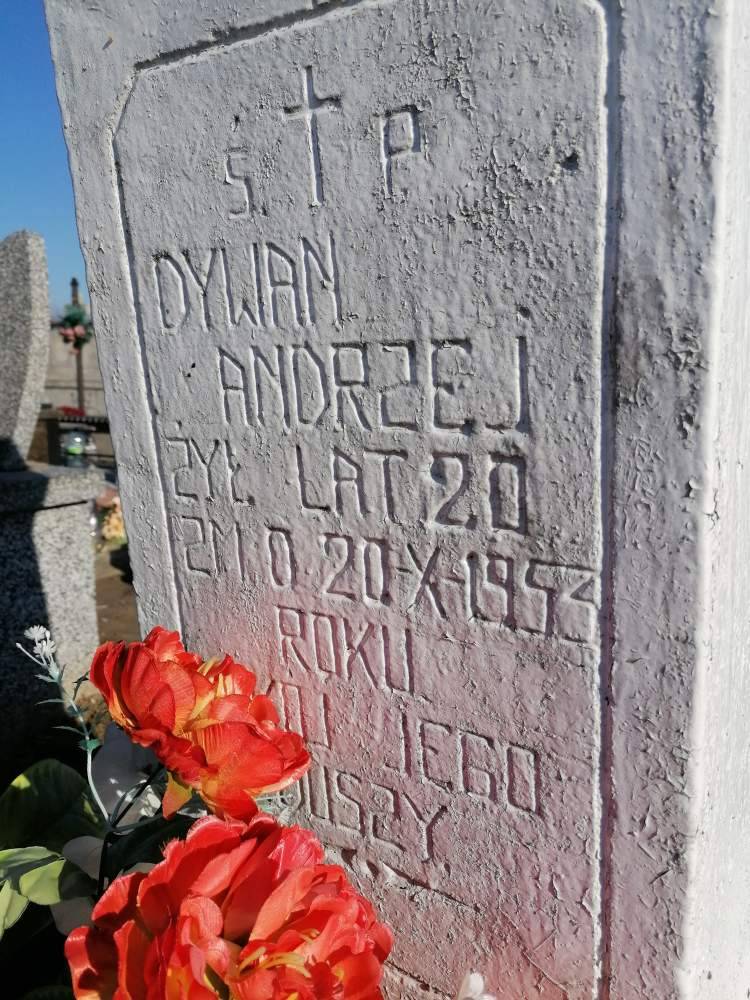 Ś. † P
DYWAN
ANDRZEJ
ŻYŁ LAT 20
ZM. O. 20-X-1953
ROKU
JEGO
DUSZY